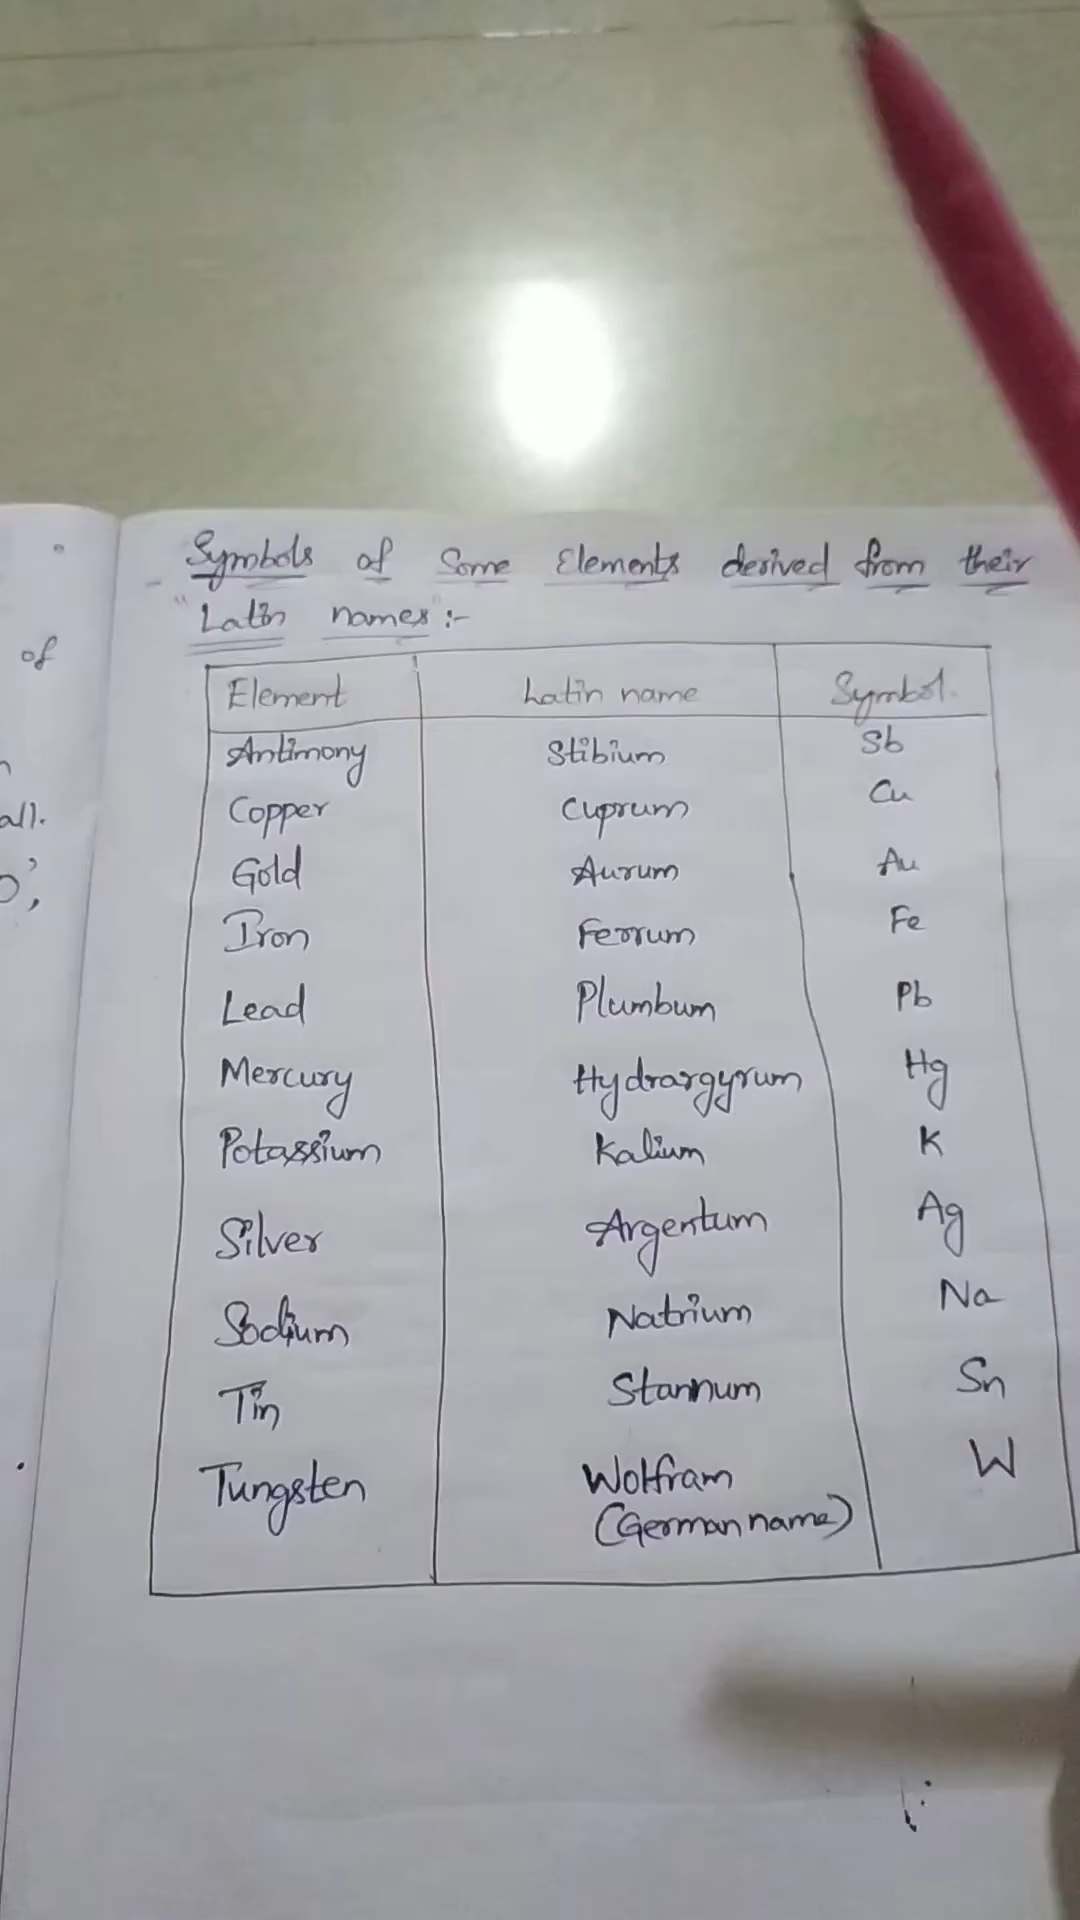 Symbols of Some Elements derived from their
"Latin names" :-
Element Latin name Symbol.
Antimony Stibium Sb
Copper Cuprum Cu
Gold Aurum Au
Iron Ferrum Fe
Lead Plumbum Pb
Mercury Hydrargyrum Hg
Potassium Kalium K
Silver Argentum Ag
Sodium Natrium Na
Tin Stannum Sn
Tungsten Wolfram W
(German name)
of
all.